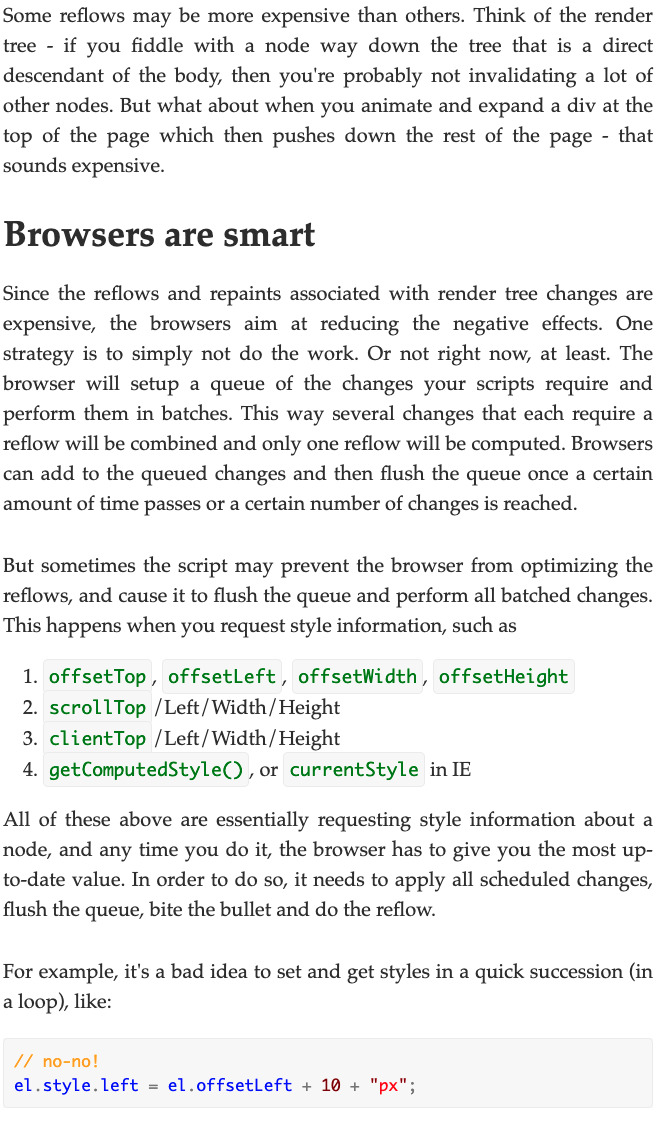 Some reflows may be more expensive than others. Think of the render
tree - if you fiddle with a node way down the tree that is a direct
descendant of the body, then you're probably not invalidating a lot of
other nodes. But what about when you animate and expand a div at the
top of the page which then pushes down the rest of the page - that
sounds expensive.
Browsers are smart
Since the reflows and repaints associated with render tree changes are
expensive, the browsers aim at reducing the negative effects. One
strategy is to simply not do the work. Or not right now, at least. The
browser will setup a queue of the changes your scripts require and
perform them in batches. This way several changes that each require a
reflow will be combined and only one reflow will be computed. Browsers
can add to the queued changes and then flush the queue once a certain
amount of time passes or a certain number of changes is reached.
But sometimes the script may prevent the browser from optimizing the
reflows, and cause it to flush the queue and perform all batched changes.
This happens when you request style information, such as
1. offsetTop, offsetLeft, offsetWidth, offsetHeight
2. scrollTop /Left/Width/Height
3. clientTop /Left/Width/Height
4. getComputedStyle(), or currentStyle in IE
All of these above are essentially requesting style information about a
node, and any time you do it, the browser has to give you the most up-
to-date value. In order to do so, it needs to apply all scheduled changes,
flush the queue, bite the bullet and do the reflow.
For example, it's a bad idea to set and get styles in a quick succession (in
a loop), like:
// no-no!
el.style.left = el.offsetLeft + 10 + "px";